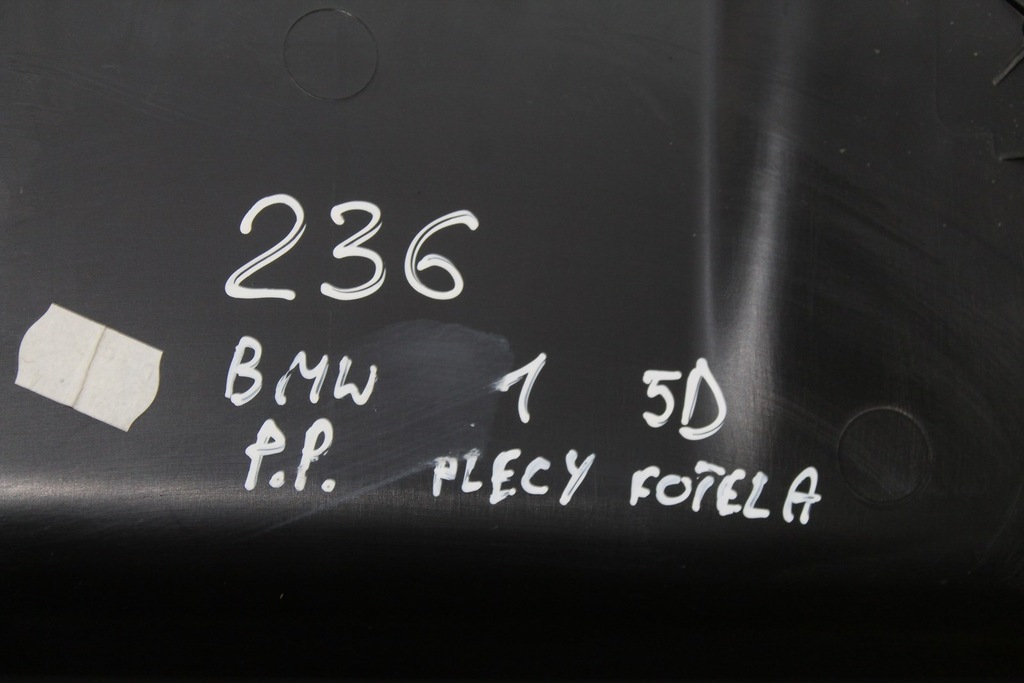 236
BMW 1 5D
P.P. PLECY FOTELA